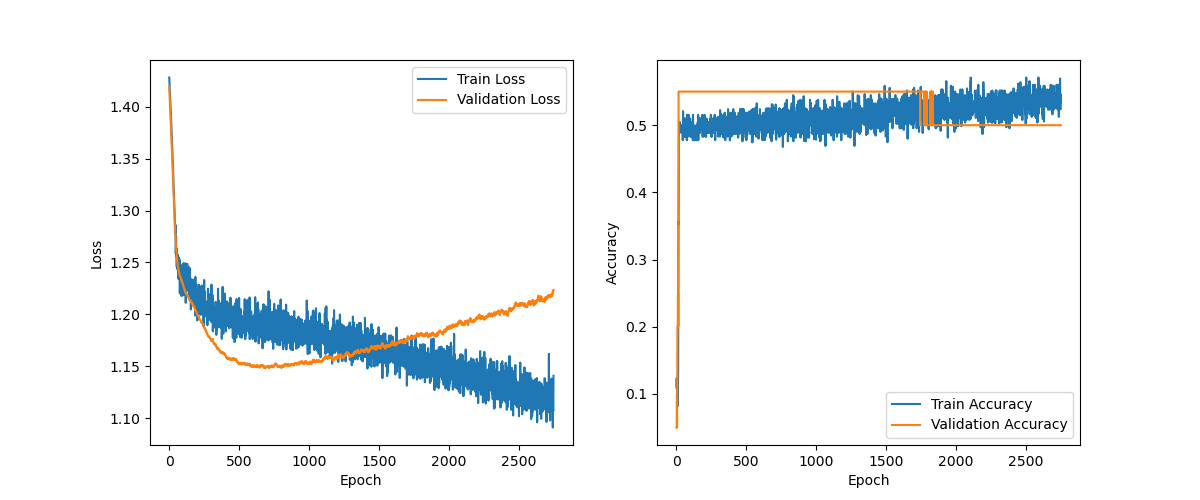 Train Loss
Validation Loss
1.40
1.35
1.30
1.25
1.20
1.15
1.10
Loss
0 500 1000 1500 2000 2500
Epoch
0.5
0.4
0.3
0.2
0.1
Accuracy
Train Accuracy
Validation Accuracy
0 500 1000 1500 2000 2500
Epoch